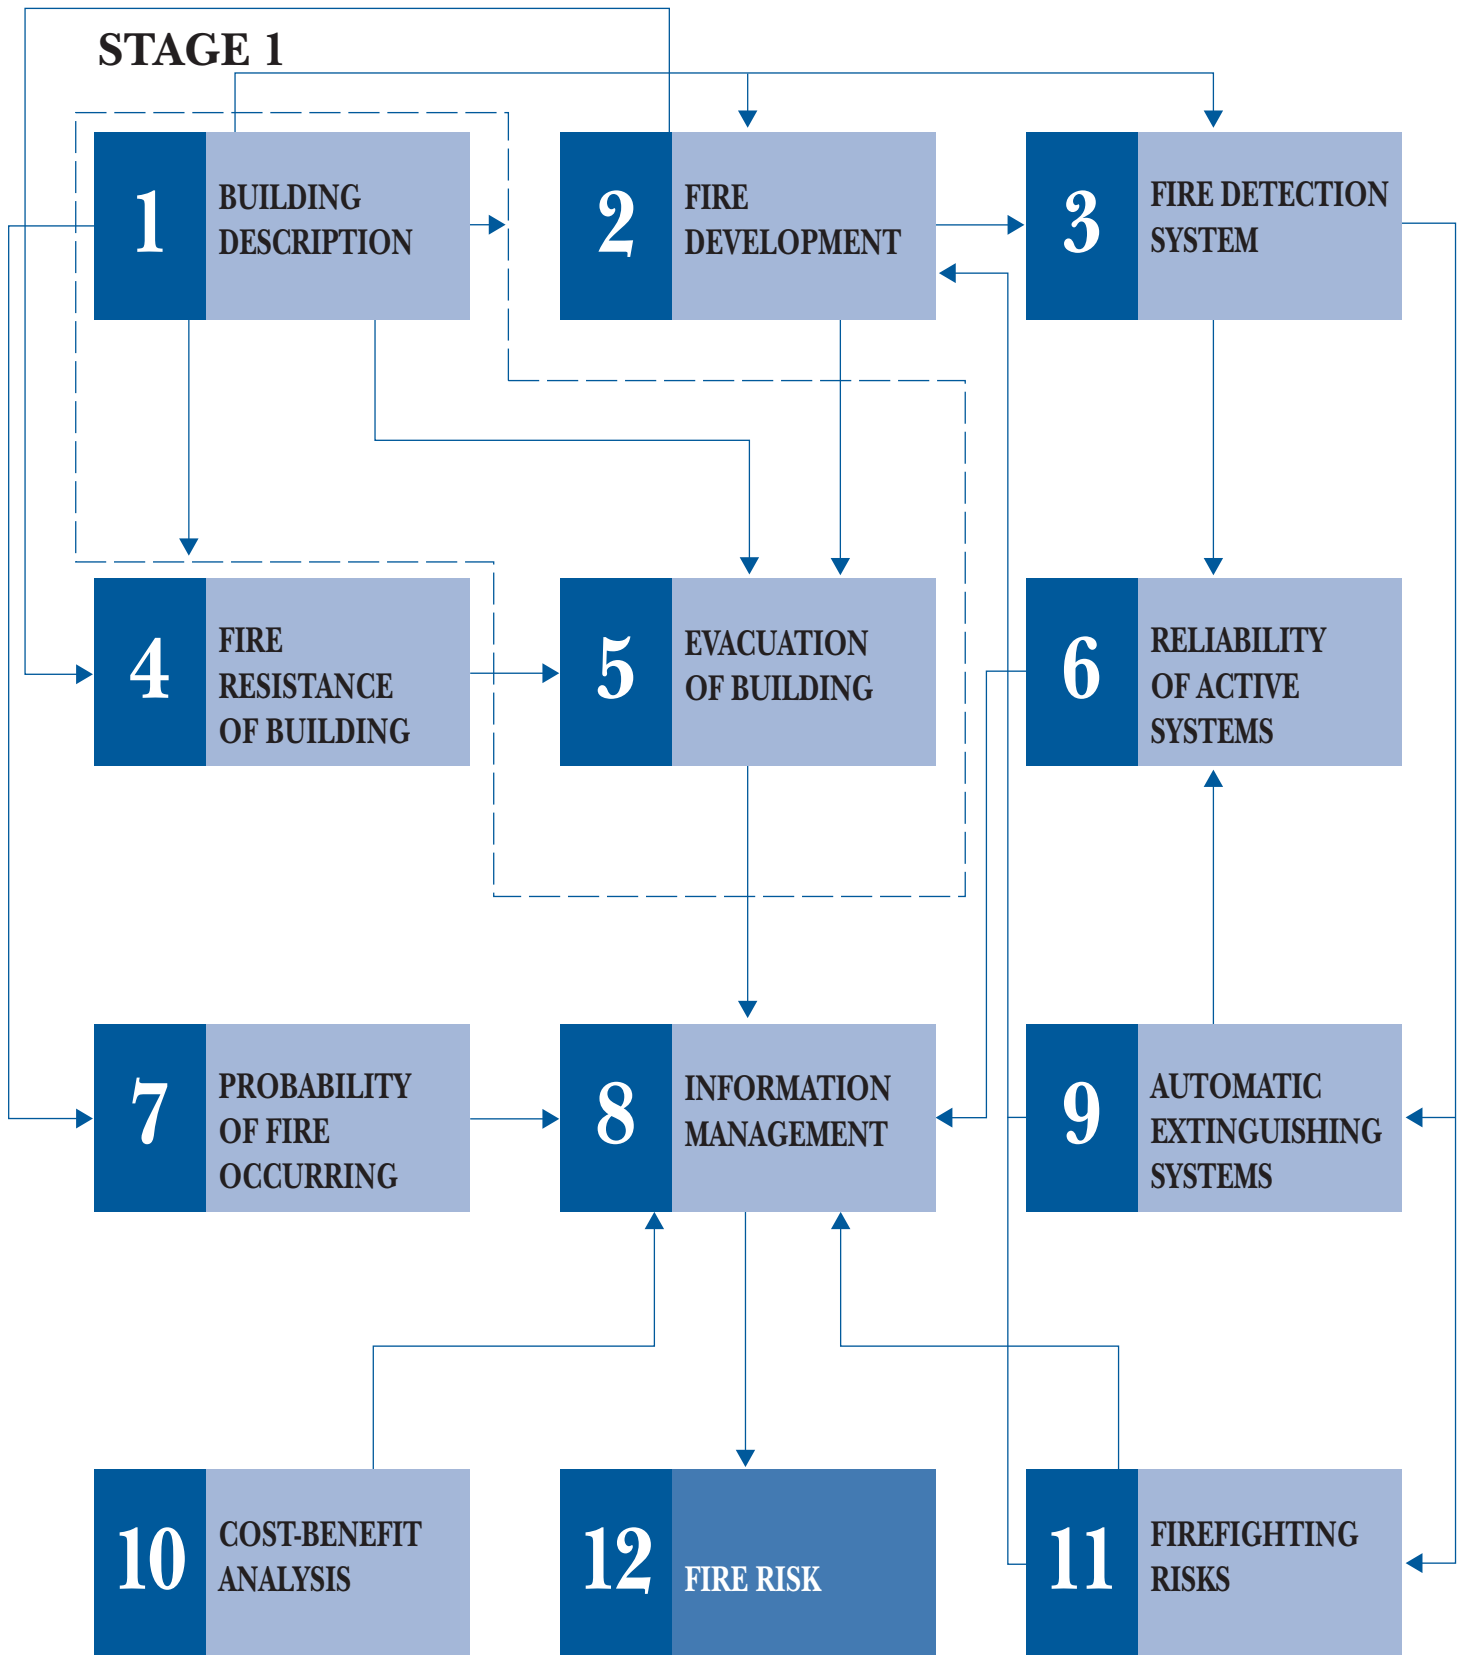 STAGE 1
1
BUILDING
DESCRIPTION
2
FIRE
DEVELOPMENT
3
FIRE DETECTION
SYSTEM
4
FIRE
RESISTANCE
OF BUILDING
5
EVACUATION
OF BUILDING
6
RELIABILITY
OF ACTIVE
SYSTEMS
7
PROBABILITY
OF FIRE
OCCURRING
8
INFORMATION
MANAGEMENT
9
AUTOMATIC
EXTINGUISHING
SYSTEMS
10
COST-BENEFIT
ANALYSIS
12
FIRE RISK
11
FIREFIGHTING
RISKS